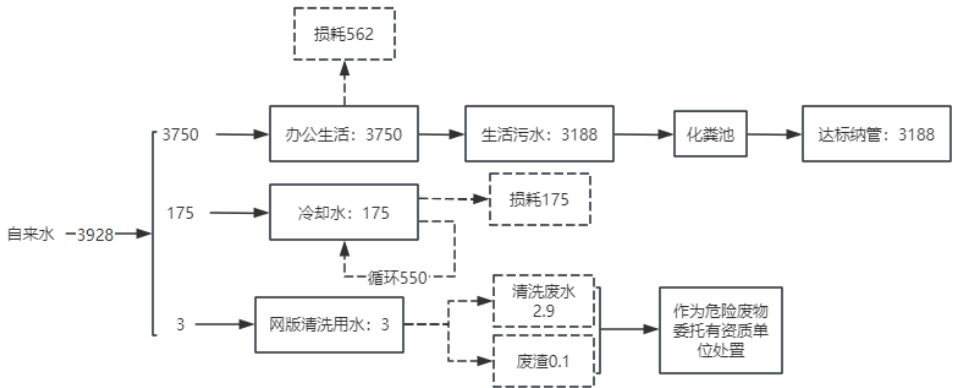 损耗562
3750
办公生活：3750
生活污水：3188
化粪池
达标纳管：3188
损耗175
175
冷却水：175
自来水
3928
循环550
清洗废水
2.9
3
网版清洗用水：3
作为危险废物
委托有资质单
位处置
废渣0.1